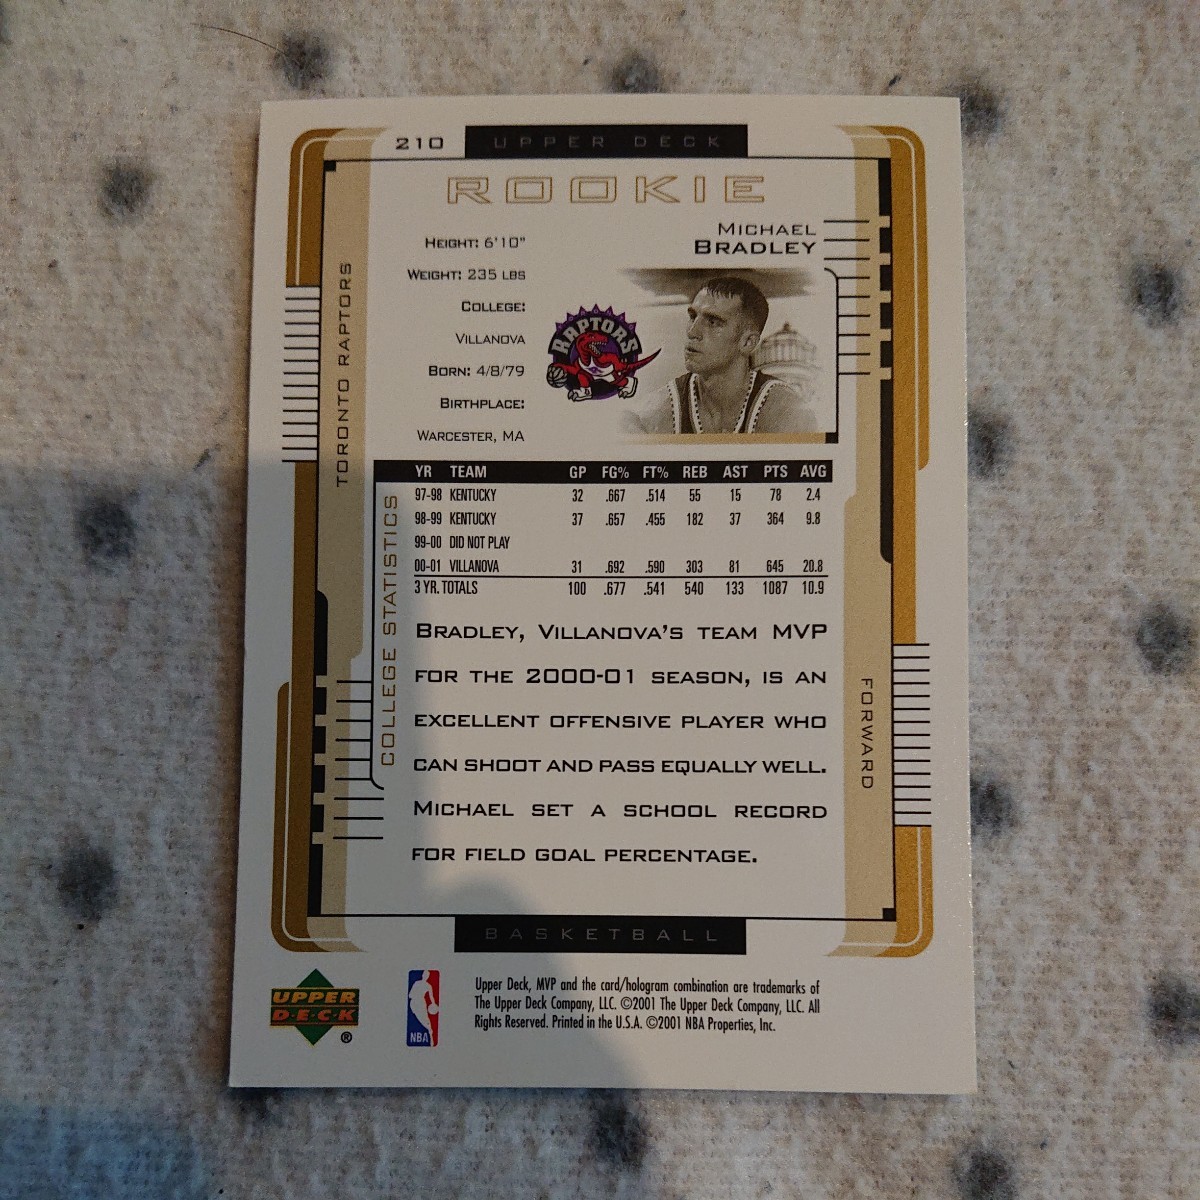 210 UPPER DECK
ROOKIE
MICHAEL
BRADLEY
HEIGHT: 6'10"
WEIGHT: 235 LBS
COLLEGE:
VILLANOVA
BORN: 4/8/79
BIRTHPLACE:
WARCESTER, MA
RAPTORS
TORONTO RAPTORS
COLLEGE STATISTICS
YR TEAM GP FG% FT% REB AST PTS AVG
97-98 KENTUCKY 32 .667 .514 55 15 78 2.4
98-99 KENTUCKY 37 .657 .455 182 37 364 9.8
99-00 DID NOT PLAY
00-01 VILLANOVA 31 .692 .590 303 81 645 20.8
3 YR. TOTALS 100 .677 .541 540 133 1087 10.9
BRADLEY, VILLANOVA'S TEAM MVP
FOR THE 2000-01 SEASON, IS AN
EXCELLENT OFFENSIVE PLAYER WHO
CAN SHOOT AND PASS EQUALLY WELL.
MICHAEL SET A SCHOOL RECORD
FOR FIELD GOAL PERCENTAGE.
FORWARD
BASKETBALL
UPPER
D·E·C·K
®
NBA
Upper Deck, MVP and the card/hologram combination are trademarks of
The Upper Deck Company, LLC. ©2001 The Upper Deck Company, LLC. All
Rights Reserved. Printed in the U.S.A. ©2001 NBA Properties, Inc.